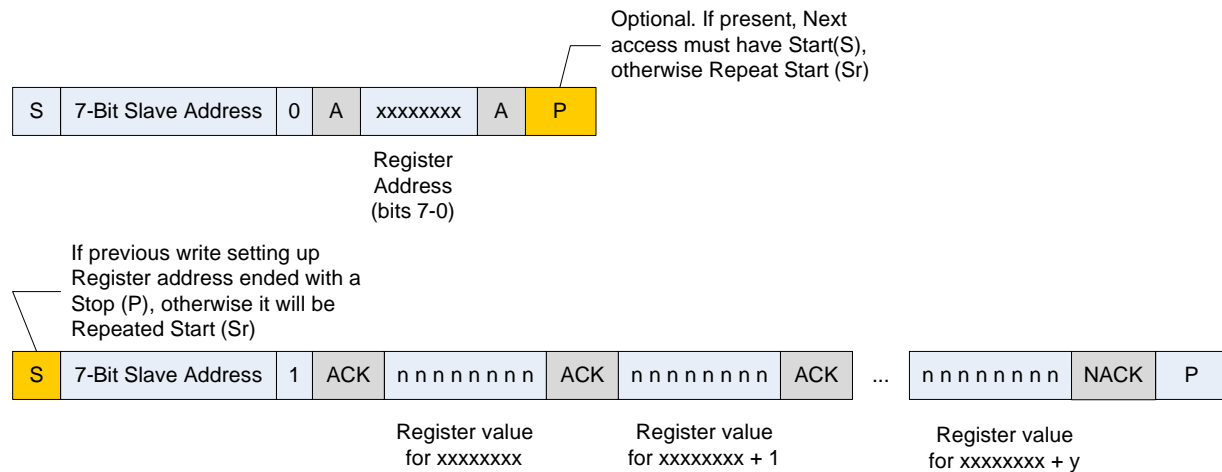 Optional. If present, Next
access must have Start(S),
otherwise Repeat Start (Sr)
S 7-Bit Slave Address 0 A xxxxxxxx A P
Register
Address
(bits 7-0)
If previous write setting up
Register address ended with a
Stop (P), otherwise it will be
Repeated Start (Sr)
S 7-Bit Slave Address 1 ACK n n n n n n n n ACK n n n n n n n n ACK ... n n n n n n n n NACK P
Register value Register value Register value
for xxxxxxxx for xxxxxxxx + 1 for xxxxxxxx + y